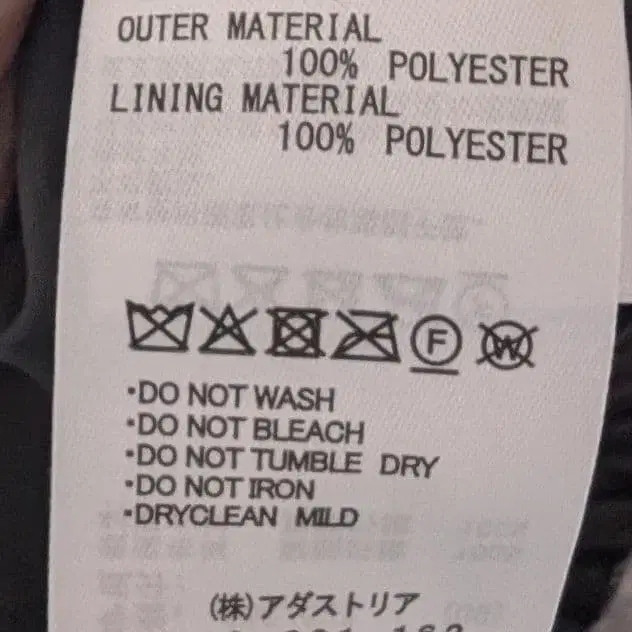 OUTER MATERIAL
100% POLYESTER
LINING MATERIAL
100% POLYESTER
F W
・DO NOT WASH
・DO NOT BLEACH
・DO NOT TUMBLE DRY
・DO NOT IRON
・DRYCLEAN MILD
(株)アダストリア